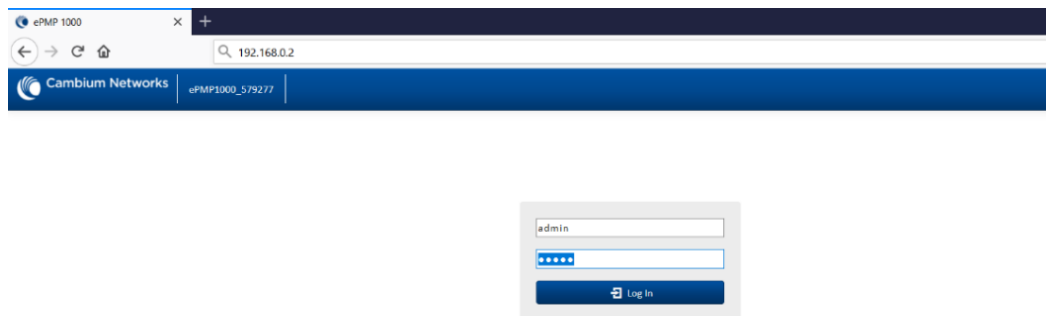 ePMP 1000
192.168.0.2
Cambium Networks
ePMP1000_579277
admin
•••••
Log In